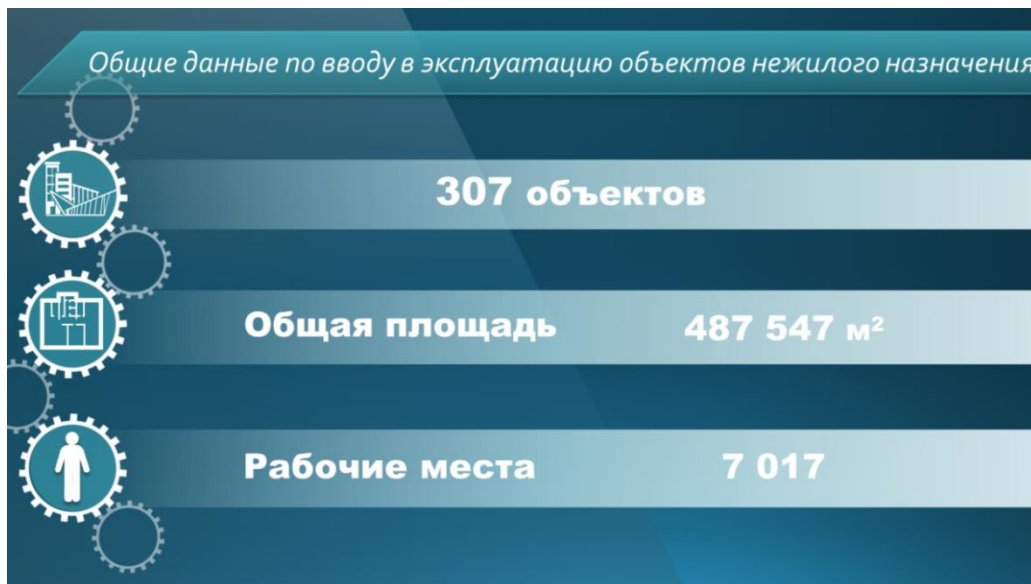 Общие данные по вводу в эксплуатацию объектов нежилого назначения
307 объектов
Общая площадь 487 547 м²
Рабочие места 7 017